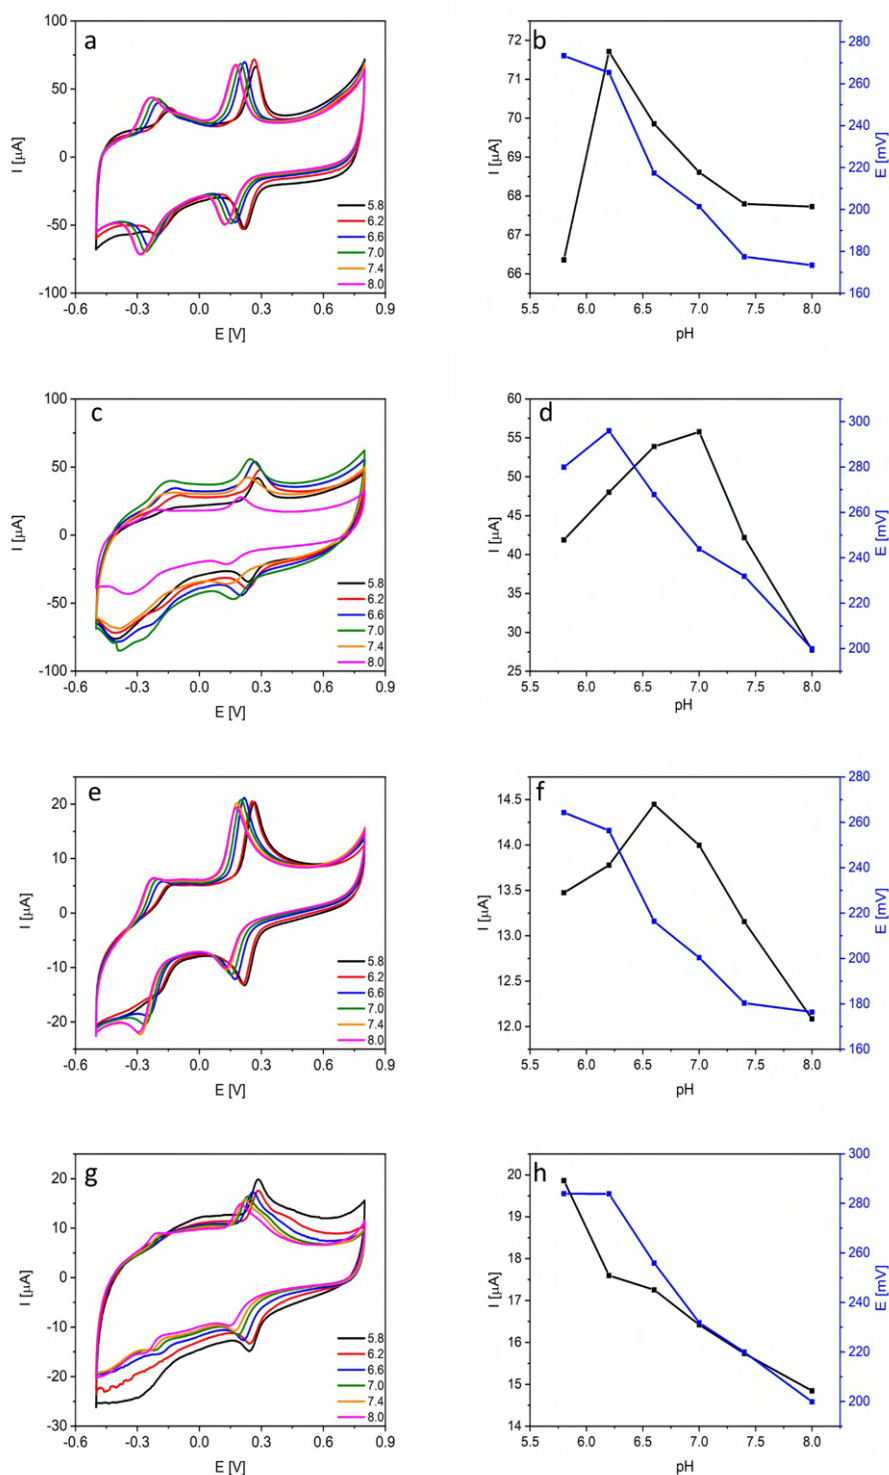 a
100
50
0
-50
-100
I [µA]
-0.6 -0.3 0.0 0.3 0.6 0.9
E [V]
5.8
6.2
6.6
7.0
7.4
8.0
b
72
71
70
69
68
67
66
I [µA]
280
260
240
220
200
180
160
E [mV]
5.5 6.0 6.5 7.0 7.5 8.0
pH
c
100
50
0
-50
-100
I [µA]
-0.6 -0.3 0.0 0.3 0.6 0.9
E [V]
5.8
6.2
6.6
7.0
7.4
8.0
d
60
55
50
45
40
35
30
25
I [µA]
300
280
260
240
220
200
E [mV]
5.5 6.0 6.5 7.0 7.5 8.0
pH
e
20
10
0
-10
-20
I [µA]
-0.6 -0.3 0.0 0.3 0.6 0.9
E [V]
5.8
6.2
6.6
7.0
7.4
8.0
f
14.5
14.0
13.5
13.0
12.5
12.0
I [µA]
280
260
240
220
200
180
160
E [mV]
5.5 6.0 6.5 7.0 7.5 8.0
pH
g
20
10
0
-10
-20
-30
I [µA]
-0.6 -0.3 0.0 0.3 0.6 0.9
E [V]
5.8
6.2
6.6
7.0
7.4
8.0
h
20
19
18
17
16
15
14
I [µA]
300
280
260
240
220
200
E [mV]
5.5 6.0 6.5 7.0 7.5 8.0
pH